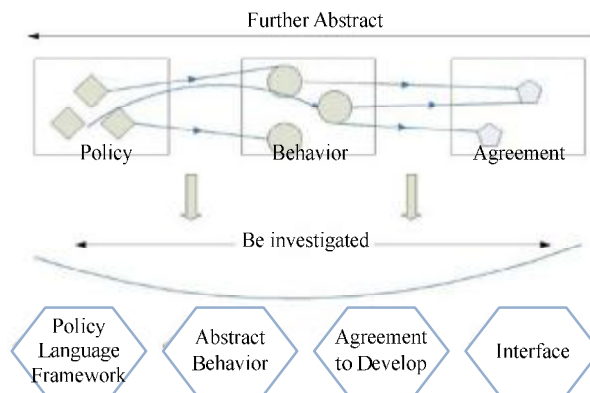 Further Abstract
Policy
Behavior
Agreement
Be investigated
Policy
Language
Framework
Abstract
Behavior
Agreement
to Develop
Interface